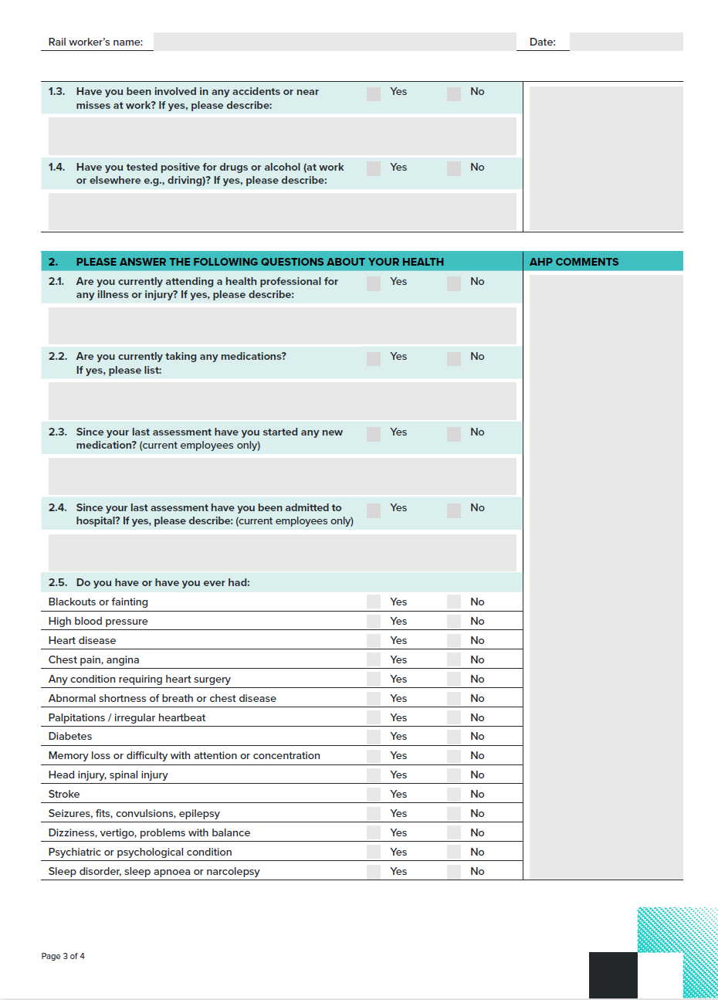 Rail worker's name:
Date:
1.3. Have you been involved in any accidents or near Yes No
misses at work? If yes, please describe:
1.4. Have you tested positive for drugs or alcohol (at work Yes No
or elsewhere e.g., driving)? If yes, please describe:
2. PLEASE ANSWER THE FOLLOWING QUESTIONS ABOUT YOUR HEALTH AHP COMMENTS
2.1. Are you currently attending a health professional for Yes No
any illness or injury? If yes, please describe:
2.2. Are you currently taking any medications? Yes No
If yes, please list:
2.3. Since your last assessment have you started any new Yes No
medication? (current employees only)
2.4. Since your last assessment have you been admitted to Yes No
hospital? If yes, please describe: (current employees only)
2.5. Do you have or have you ever had:
Blackouts or fainting Yes No
High blood pressure Yes No
Heart disease Yes No
Chest pain, angina Yes No
Any condition requiring heart surgery Yes No
Abnormal shortness of breath or chest disease Yes No
Palpitations / irregular heartbeat Yes No
Diabetes Yes No
Memory loss or difficulty with attention or concentration Yes No
Head injury, spinal injury Yes No
Stroke Yes No
Seizures, fits, convulsions, epilepsy Yes No
Dizziness, vertigo, problems with balance Yes No
Psychiatric or psychological condition Yes No
Sleep disorder, sleep apnoea or narcolepsy Yes No
Page 3 of 4